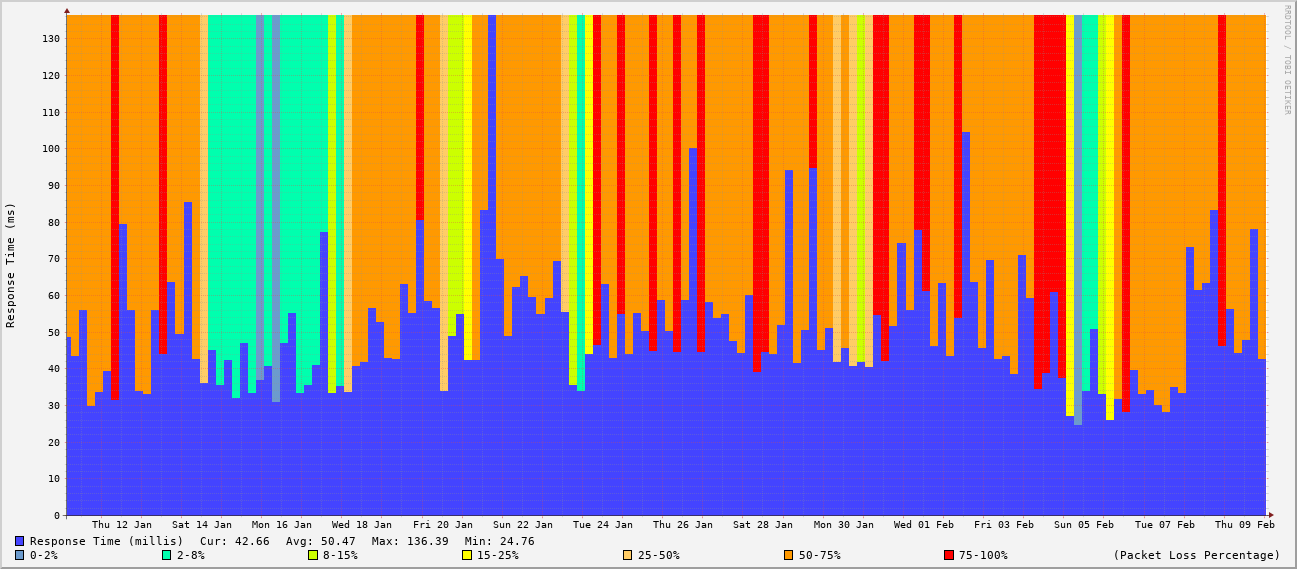 RRDTOOL / TOBI OETIKER
Response Time (ms)
130
120
110
100
90
80
70
60
50
40
30
20
10
0
Thu 12 Jan Sat 14 Jan Mon 16 Jan Wed 18 Jan Fri 20 Jan Sun 22 Jan Tue 24 Jan Thu 26 Jan Sat 28 Jan Mon 30 Jan Wed 01 Feb Fri 03 Feb Sun 05 Feb Tue 07 Feb Thu 09 Feb
Response Time (millis) Cur: 42.66 Avg: 50.47 Max: 136.39 Min: 24.76
0-2% 2-8% 8-15% 15-25% 25-50% 50-75% 75-100% (Packet Loss Percentage)